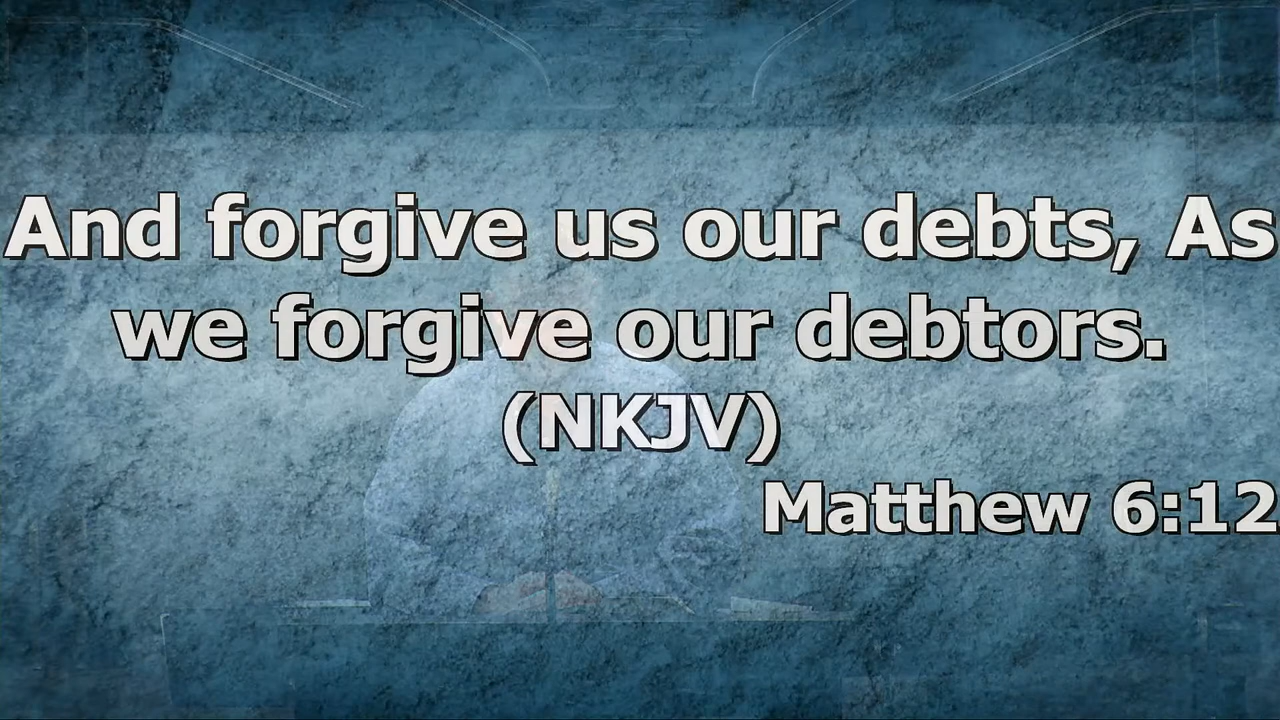 And forgive us our debts, As
we forgive our debtors.
(NKJV)
Matthew 6:12